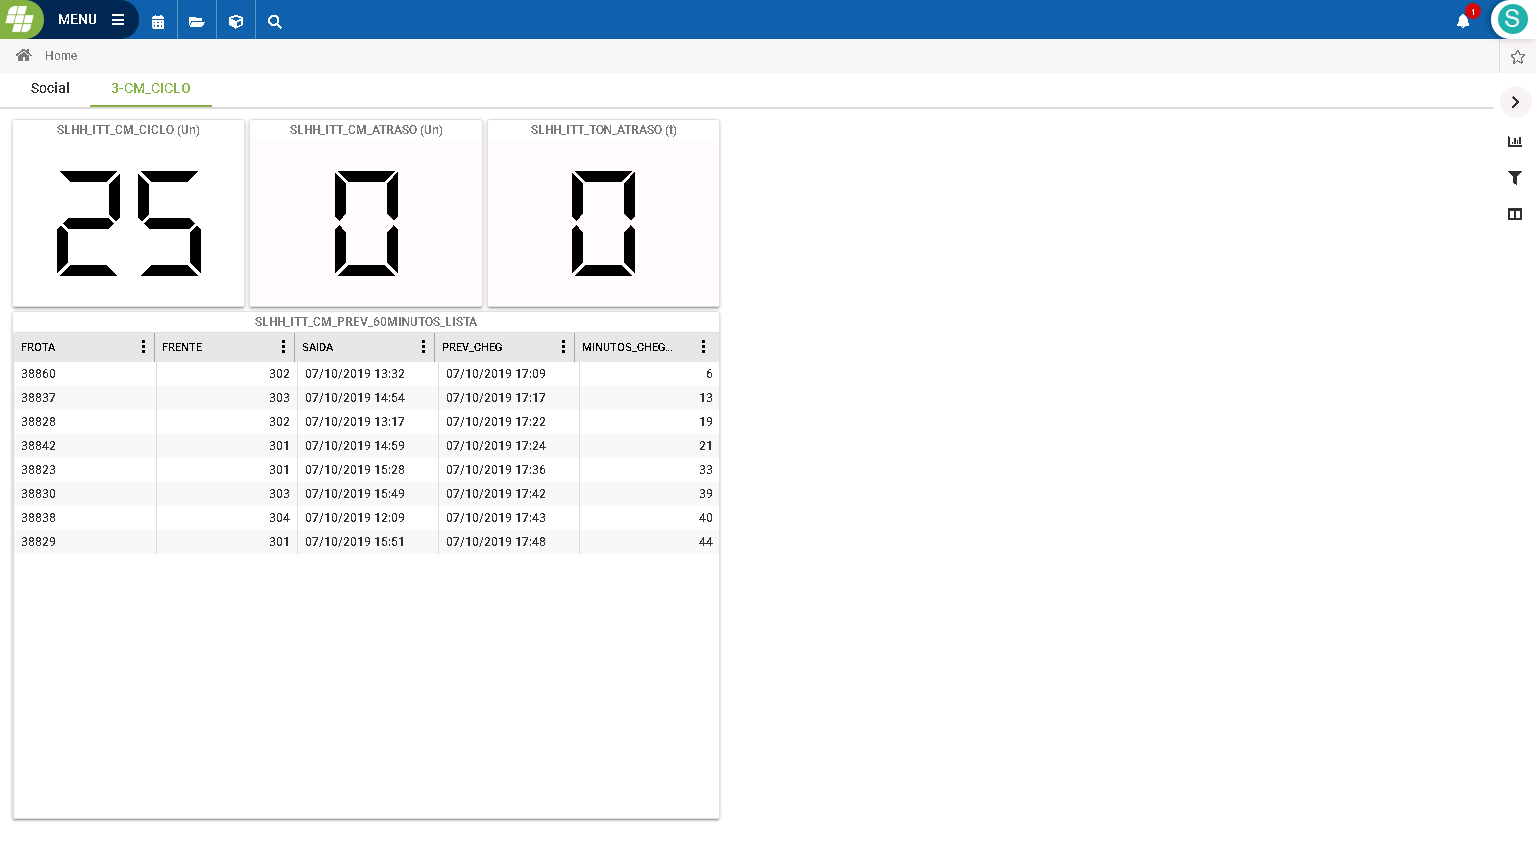 MENU
1
S
Home
Social 3-CM_CICLO
SLHH_ITT_CM_CICLO (Un) SLHH_ITT_CM_ATRASO (Un) SLHH_ITT_TON_ATRASO (t)
25 0 0
SLHH_ITT_CM_PREV_60MINUTOS_LISTA
FROTA FRENTE SAIDA PREV_CHEG MINUTOS_CHEG...
38860 302 07/10/2019 13:32 07/10/2019 17:09 6
38837 303 07/10/2019 14:54 07/10/2019 17:17 13
38828 302 07/10/2019 13:17 07/10/2019 17:22 19
38842 301 07/10/2019 14:59 07/10/2019 17:24 21
38823 301 07/10/2019 15:28 07/10/2019 17:36 33
38830 303 07/10/2019 15:49 07/10/2019 17:42 39
38838 304 07/10/2019 12:09 07/10/2019 17:43 40
38829 301 07/10/2019 15:51 07/10/2019 17:48 44